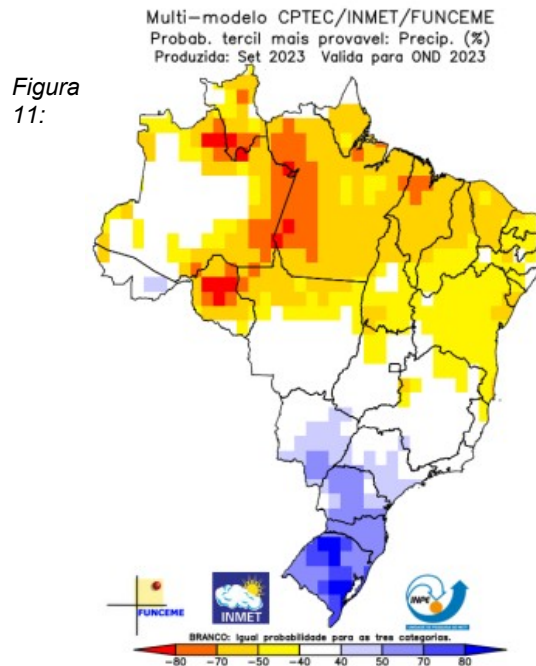 Multi-modelo CPTEC/INMET/FUNCEME
Probab. tercil mais provavel: Precip. (%)
Produzida: Set 2023 Valida para OND 2023
Figura
11:
FUNCEME
INMET
INPE
BRANCO: Igual probabilidade para as tres categorias.
-80 -70 -50 -40 40 50 70 80